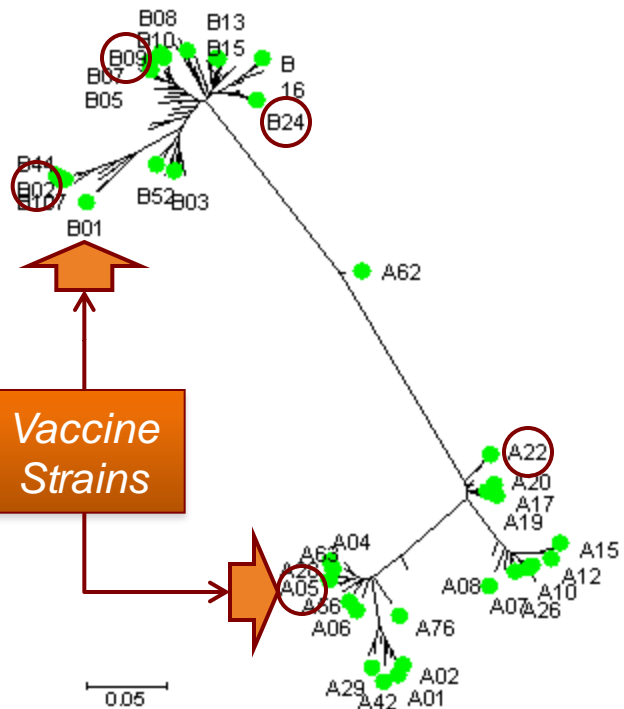 B08
B13
B10
B15
B09
B
16
B07
B05
B24
B44
B02
B52
B03
B01
A62
Vaccine
Strains
A22
A20
A17
A19
A04
A63
A15
A05
A12
A08
A10
A07
A26
A06
A76
A02
A29
A01
A42
0.05